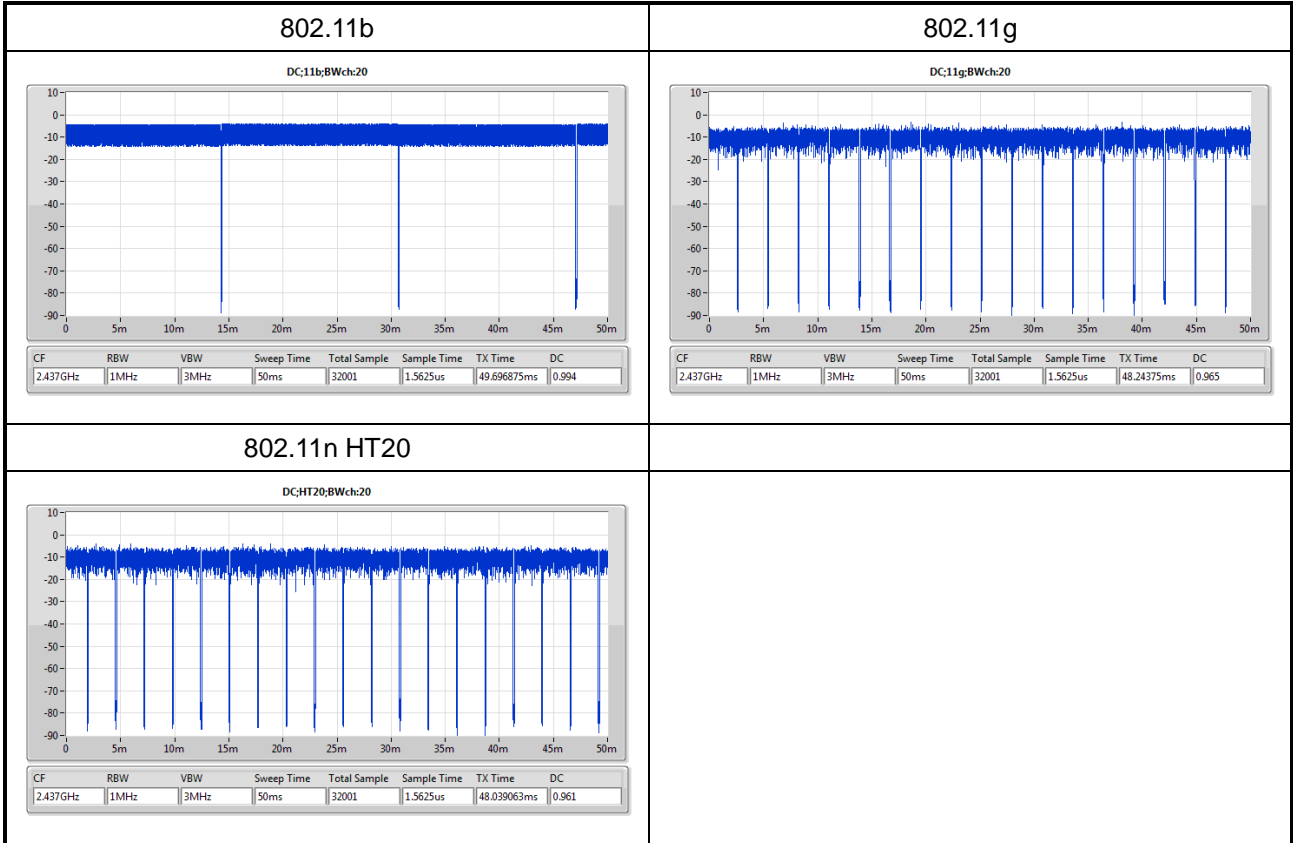 802.11b
802.11g
DC;11b;BWch:20
10
0
-10
-20
-30
-40
-50
-60
-70
-80
-90
0 5m 10m 15m 20m 25m 30m 35m 40m 45m 50m
CF RBW VBW Sweep Time Total Sample Sample Time TX Time DC
2.437GHz 1MHz 3MHz 50ms 32001 1.5625us 49.696875ms 0.994
DC;11g;BWch:20
10
0
-10
-20
-30
-40
-50
-60
-70
-80
-90
0 5m 10m 15m 20m 25m 30m 35m 40m 45m 50m
CF RBW VBW Sweep Time Total Sample Sample Time TX Time DC
2.437GHz 1MHz 3MHz 50ms 32001 1.5625us 48.24375ms 0.965
802.11n HT20
DC;HT20;BWch:20
10
0
-10
-20
-30
-40
-50
-60
-70
-80
-90
0 5m 10m 15m 20m 25m 30m 35m 40m 45m 50m
CF RBW VBW Sweep Time Total Sample Sample Time TX Time DC
2.437GHz 1MHz 3MHz 50ms 32001 1.5625us 48.039063ms 0.961